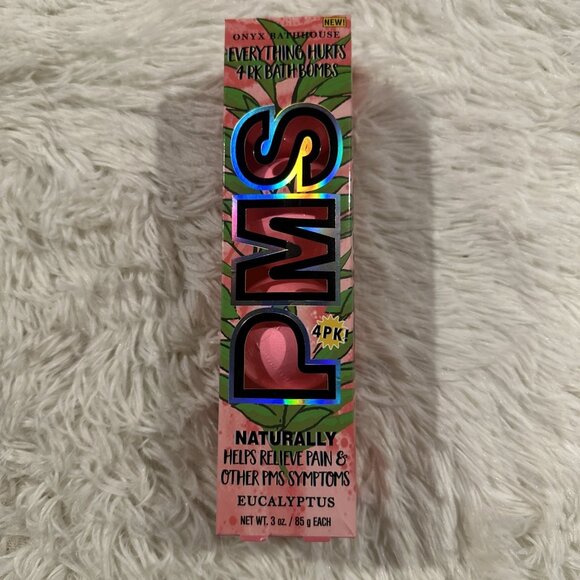 NEW!
ONYX BATHHOUSE
EVERYTHING HURTS
4 PK BATH BOMBS
PMS
4PK!
NATURALLY
HELPS RELIEVE PAIN &
OTHER PMS SYMPTOMS
EUCALYPTUS
NET WT. 3 oz. / 85 g EACH